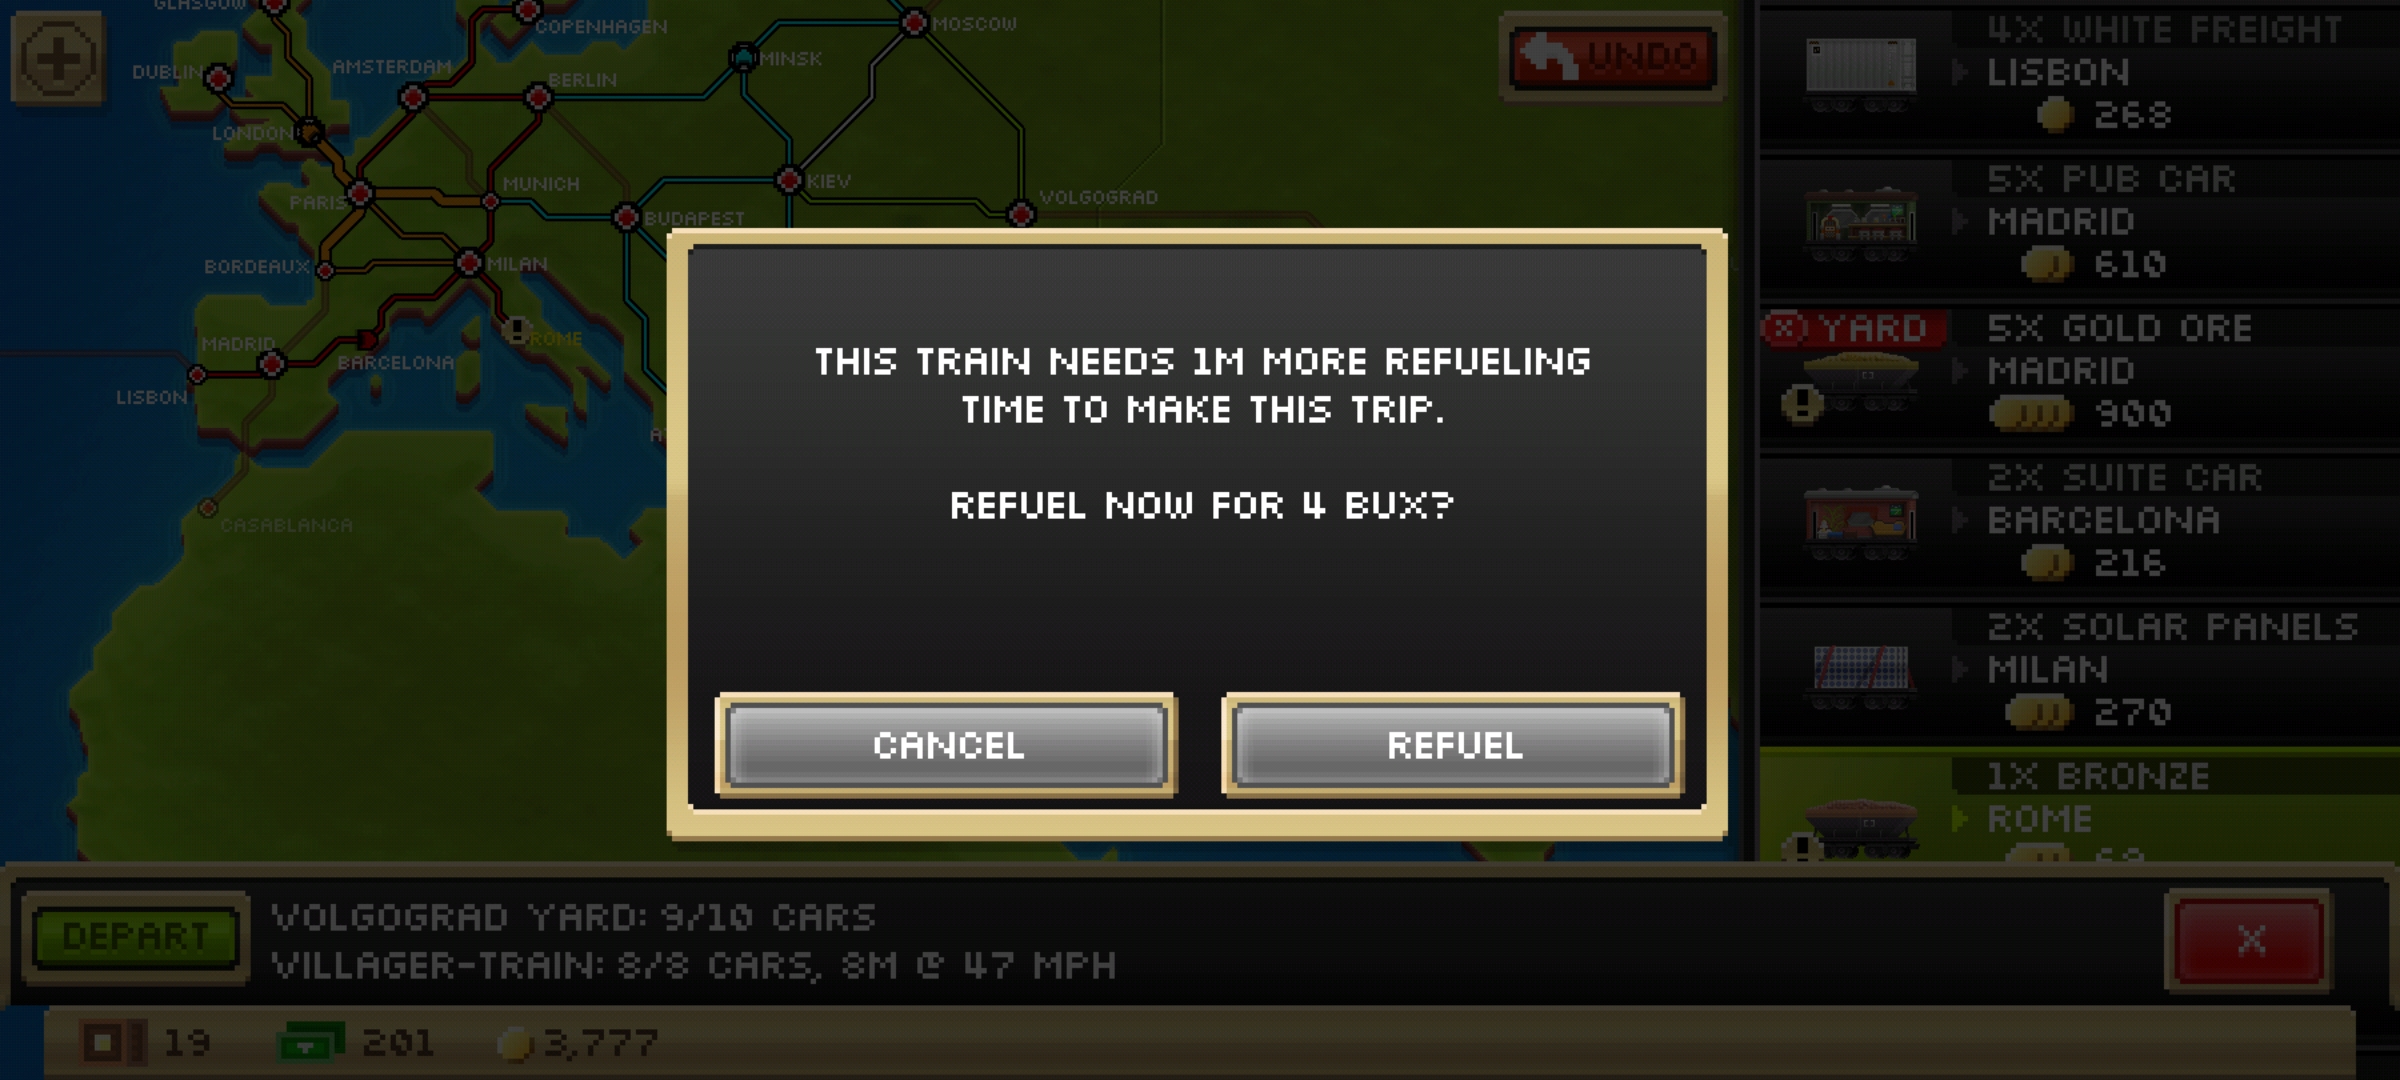 GLASGOW
COPENHAGEN
MOSCOW
DUBLIN
AMSTERDAM
BERLIN
MINSK
LONDON
PARIS
MUNICH
KIEV
BUDAPEST
VOLGOGRAD
BORDEAUX
MILAN
MADRID
BARCELONA
ROME
LISBON
CASABLANCA
UNDO
4X WHITE FREIGHT
LISBON
268
5X PUB CAR
MADRID
610
YARD
5X GOLD ORE
MADRID
900
2X SUITE CAR
BARCELONA
216
2X SOLAR PANELS
MILAN
270
1X BRONZE
ROME
THIS TRAIN NEEDS 1M MORE REFUELING
TIME TO MAKE THIS TRIP.
REFUEL NOW FOR 4 BUX?
CANCEL
REFUEL
DEPART
VOLGOGRAD YARD: 9/10 CARS
VILLAGER-TRAIN: 8/8 CARS, 8M @ 47 MPH
X
19
201
3,777